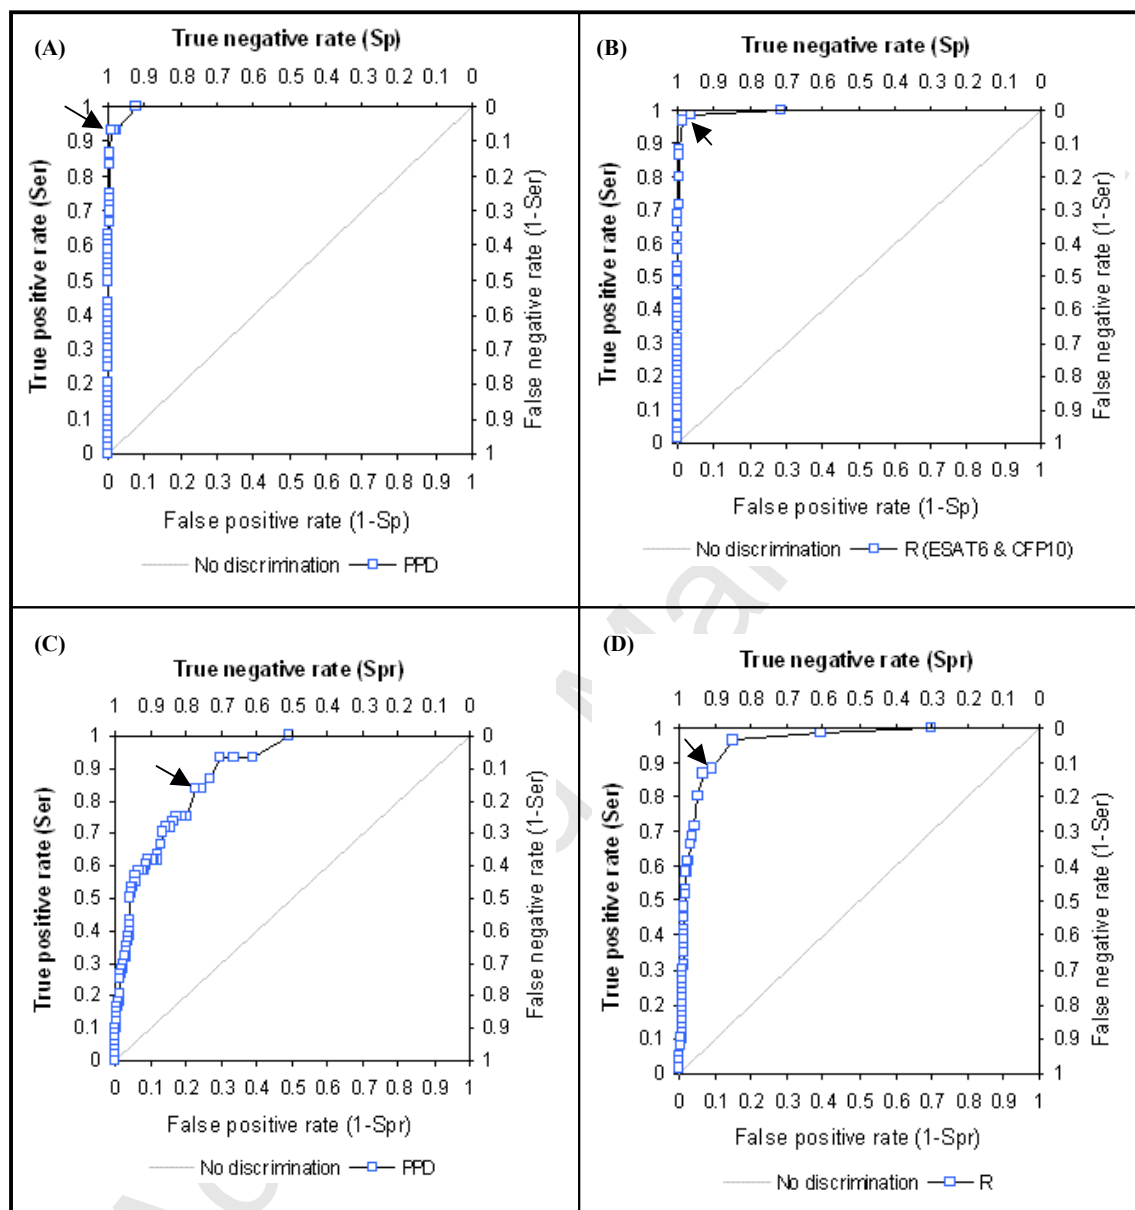 (A)
True negative rate (Sp)
1 0.9 0.8 0.7 0.6 0.5 0.4 0.3 0.2 0.1 0
True positive rate (Ser)
1
0.9
0.8
0.7
0.6
0.5
0.4
0.3
0.2
0.1
0
0
0.1
0.2
0.3
0.4
0.5
0.6
0.7
0.8
0.9
1
False negative rate (1-Ser)
0 0.1 0.2 0.3 0.4 0.5 0.6 0.7 0.8 0.9 1
False positive rate (1-Sp)
No discrimination PPD
(B)
True negative rate (Sp)
1 0.9 0.8 0.7 0.6 0.5 0.4 0.3 0.2 0.1 0
True positive rate (Ser)
1
0.9
0.8
0.7
0.6
0.5
0.4
0.3
0.2
0.1
0
0
0.1
0.2
0.3
0.4
0.5
0.6
0.7
0.8
0.9
1
False negative rate (1-Ser)
0 0.1 0.2 0.3 0.4 0.5 0.6 0.7 0.8 0.9 1
False positive rate (1-Sp)
No discrimination R (ESAT6 & CFP10)
(C)
True negative rate (Spr)
1 0.9 0.8 0.7 0.6 0.5 0.4 0.3 0.2 0.1 0
True positive rate (Ser)
1
0.9
0.8
0.7
0.6
0.5
0.4
0.3
0.2
0.1
0
0
0.1
0.2
0.3
0.4
0.5
0.6
0.7
0.8
0.9
1
False negative rate (1-Ser)
0 0.1 0.2 0.3 0.4 0.5 0.6 0.7 0.8 0.9 1
False positive rate (1-Spr)
No discrimination PPD
(D)
True negative rate (Spr)
1 0.9 0.8 0.7 0.6 0.5 0.4 0.3 0.2 0.1 0
True positive rate (Ser)
1
0.9
0.8
0.7
0.6
0.5
0.4
0.3
0.2
0.1
0
0
0.1
0.2
0.3
0.4
0.5
0.6
0.7
0.8
0.9
1
False negative rate (1-Ser)
0 0.1 0.2 0.3 0.4 0.5 0.6 0.7 0.8 0.9 1
False positive rate (1-Spr)
No discrimination R